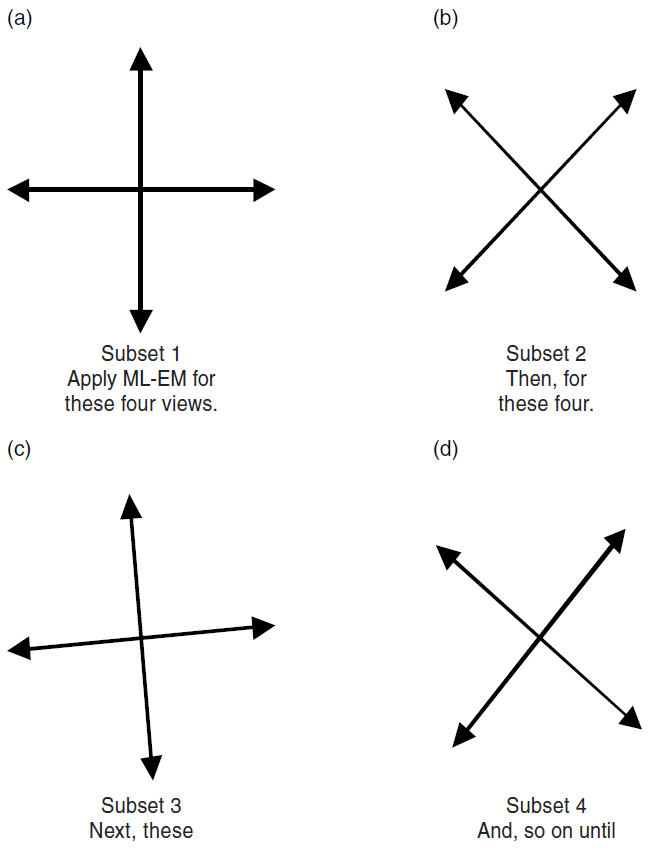 (a)
(b)
Subset 1
Apply ML-EM for
these four views.
Subset 2
Then, for
these four.
(c)
(d)
Subset 3
Next, these
Subset 4
And, so on until